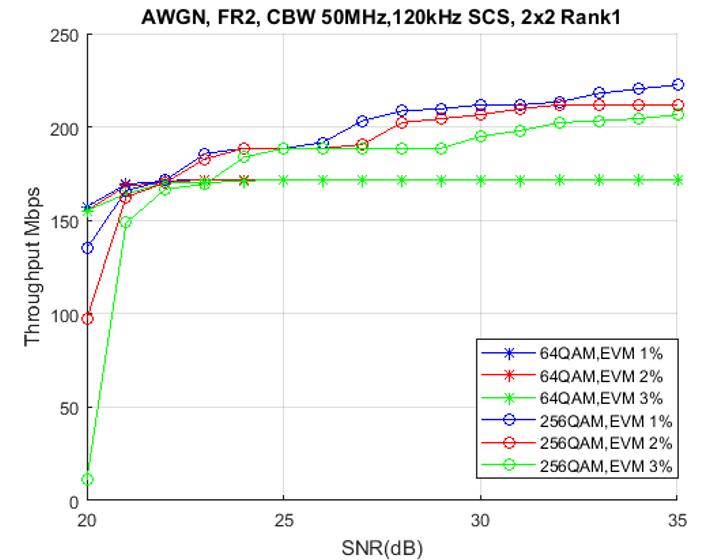 AWGN, FR2, CBW 50MHz,120kHz SCS, 2x2 Rank1
250
200
150
100
50
0
Throughput Mbps
20
25
30
35
SNR(dB)
64QAM,EVM 1%
64QAM,EVM 2%
64QAM,EVM 3%
256QAM,EVM 1%
256QAM,EVM 2%
256QAM,EVM 3%